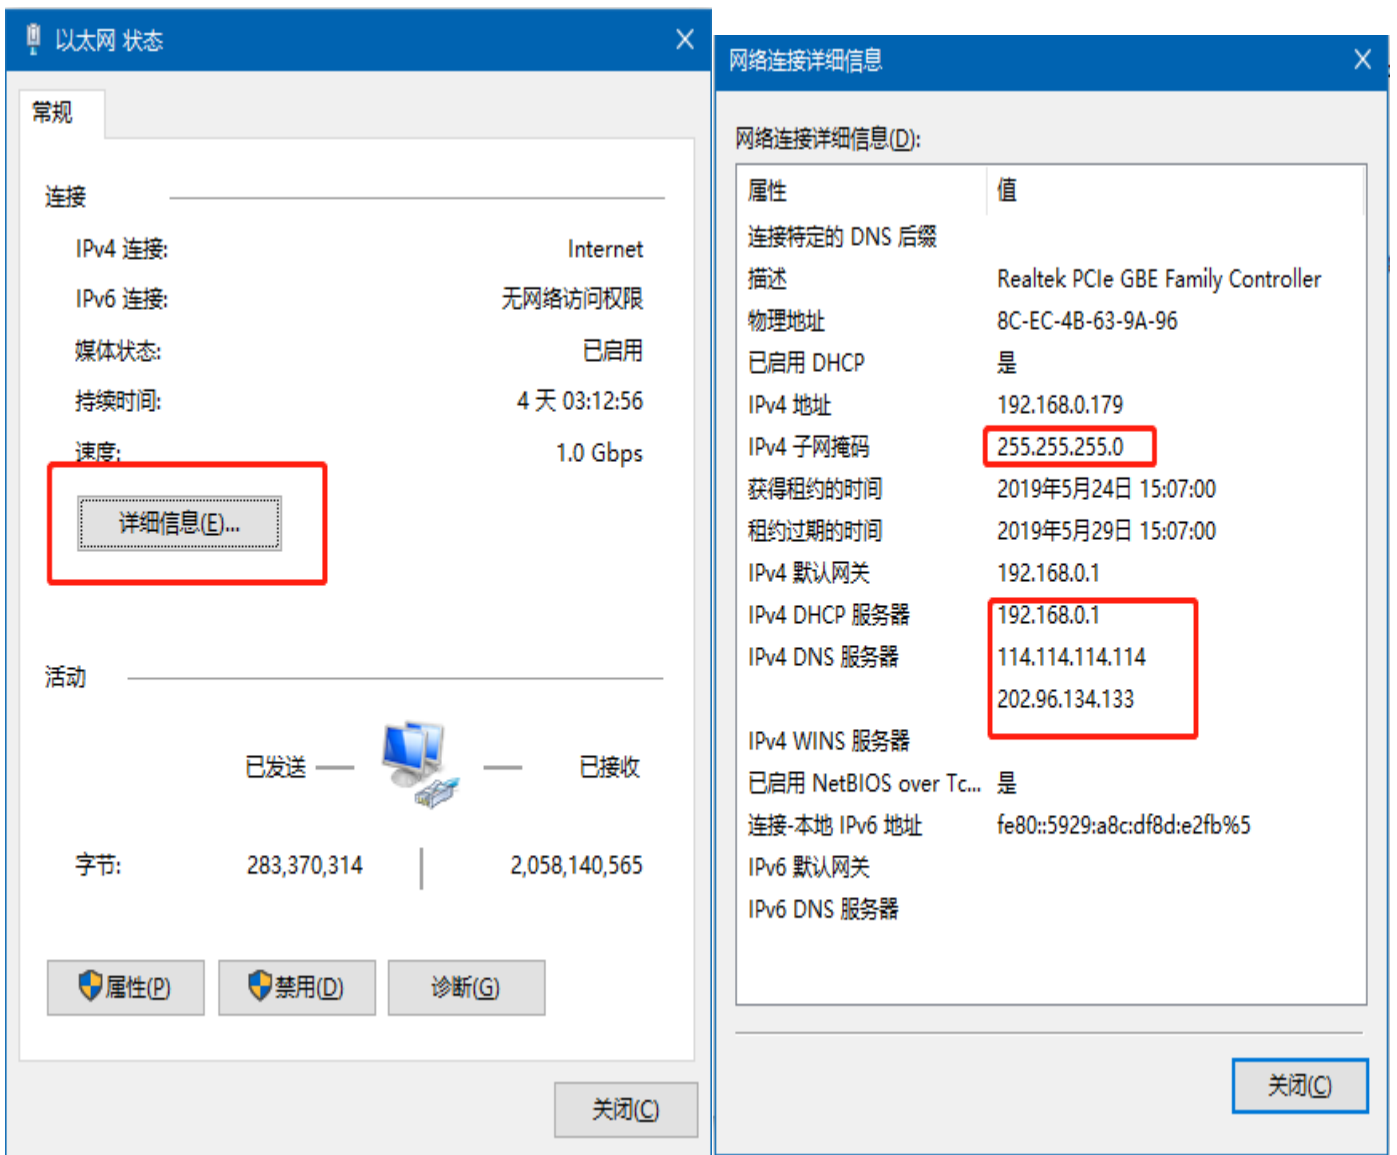 以太网 状态
常规
连接
IPv4 连接: Internet
IPv6 连接: 无网络访问权限
媒体状态: 已启用
持续时间: 4 天 03:12:56
速度: 1.0 Gbps
详细信息(E)...
活动
已发送 已接收
字节: 283,370,314 2,058,140,565
属性(P) 禁用(D) 诊断(G)
关闭(C)
网络连接详细信息
网络连接详细信息(D):
属性 值
连接特定的 DNS 后缀
描述 Realtek PCIe GBE Family Controller
物理地址 8C-EC-4B-63-9A-96
已启用 DHCP 是
IPv4 地址 192.168.0.179
IPv4 子网掩码 255.255.255.0
获得租约的时间 2019年5月24日 15:07:00
租约过期的时间 2019年5月29日 15:07:00
IPv4 默认网关 192.168.0.1
IPv4 DHCP 服务器 192.168.0.1
IPv4 DNS 服务器 114.114.114.114
202.96.134.133
IPv4 WINS 服务器
已启用 NetBIOS over Tc... 是
连接-本地 IPv6 地址 fe80::5929:a8c:df8d:e2fb%5
IPv6 默认网关
IPv6 DNS 服务器
关闭(C)